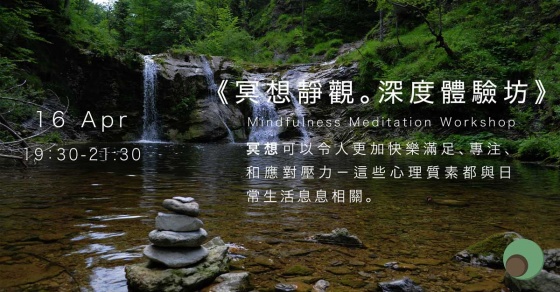 《冥想靜觀。深度體驗坊》
Mindfulness Meditation Workshop
16 Apr
19:30-21:30
冥想可以令人更加快樂滿足、專注、
和應對壓力－這些心理質素都與日
常生活息息相關。